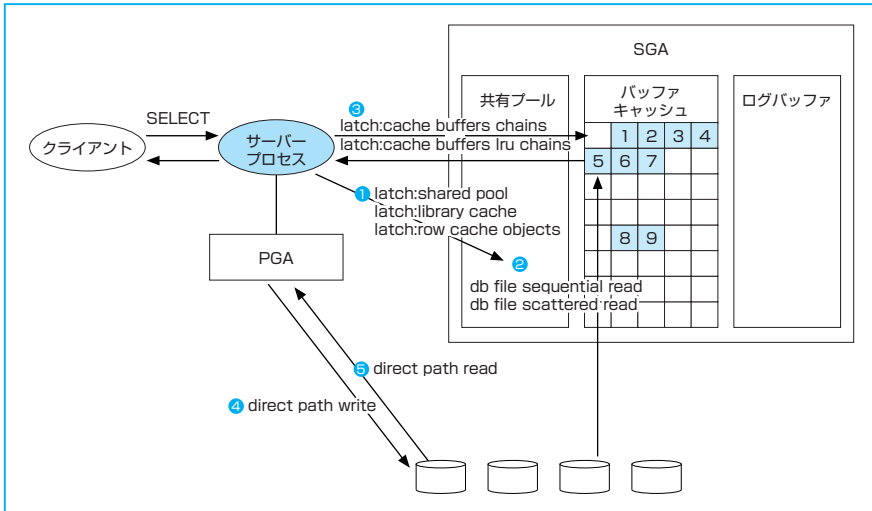 SGA
共有プール
バッファ
キャッシュ
ログバッファ
SELECT
クライアント
サーバー
プロセス
❸
latch:cache buffers chains
latch:cache buffers lru chains
1 2 3 4
5 6 7
8 9
❶ latch:shared pool
latch:library cache
latch:row cache objects
❷
db file sequential read
db file scattered read
PGA
❺ direct path read
❹ direct path write